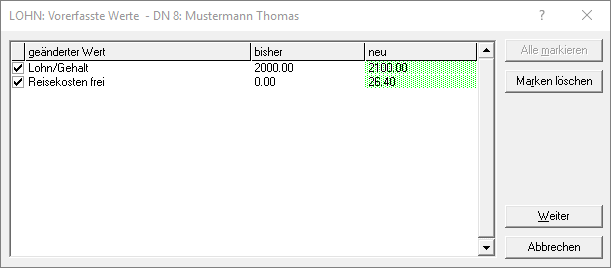 LOHN: Vorerfasste Werte - DN 8: Mustermann Thomas ? ×
geänderter Wert bisher neu
Lohn/Gehalt 2000.00 2100.00
Reisekosten frei 0.00 26.40
Alle markieren
Marken löschen
Weiter
Abbrechen